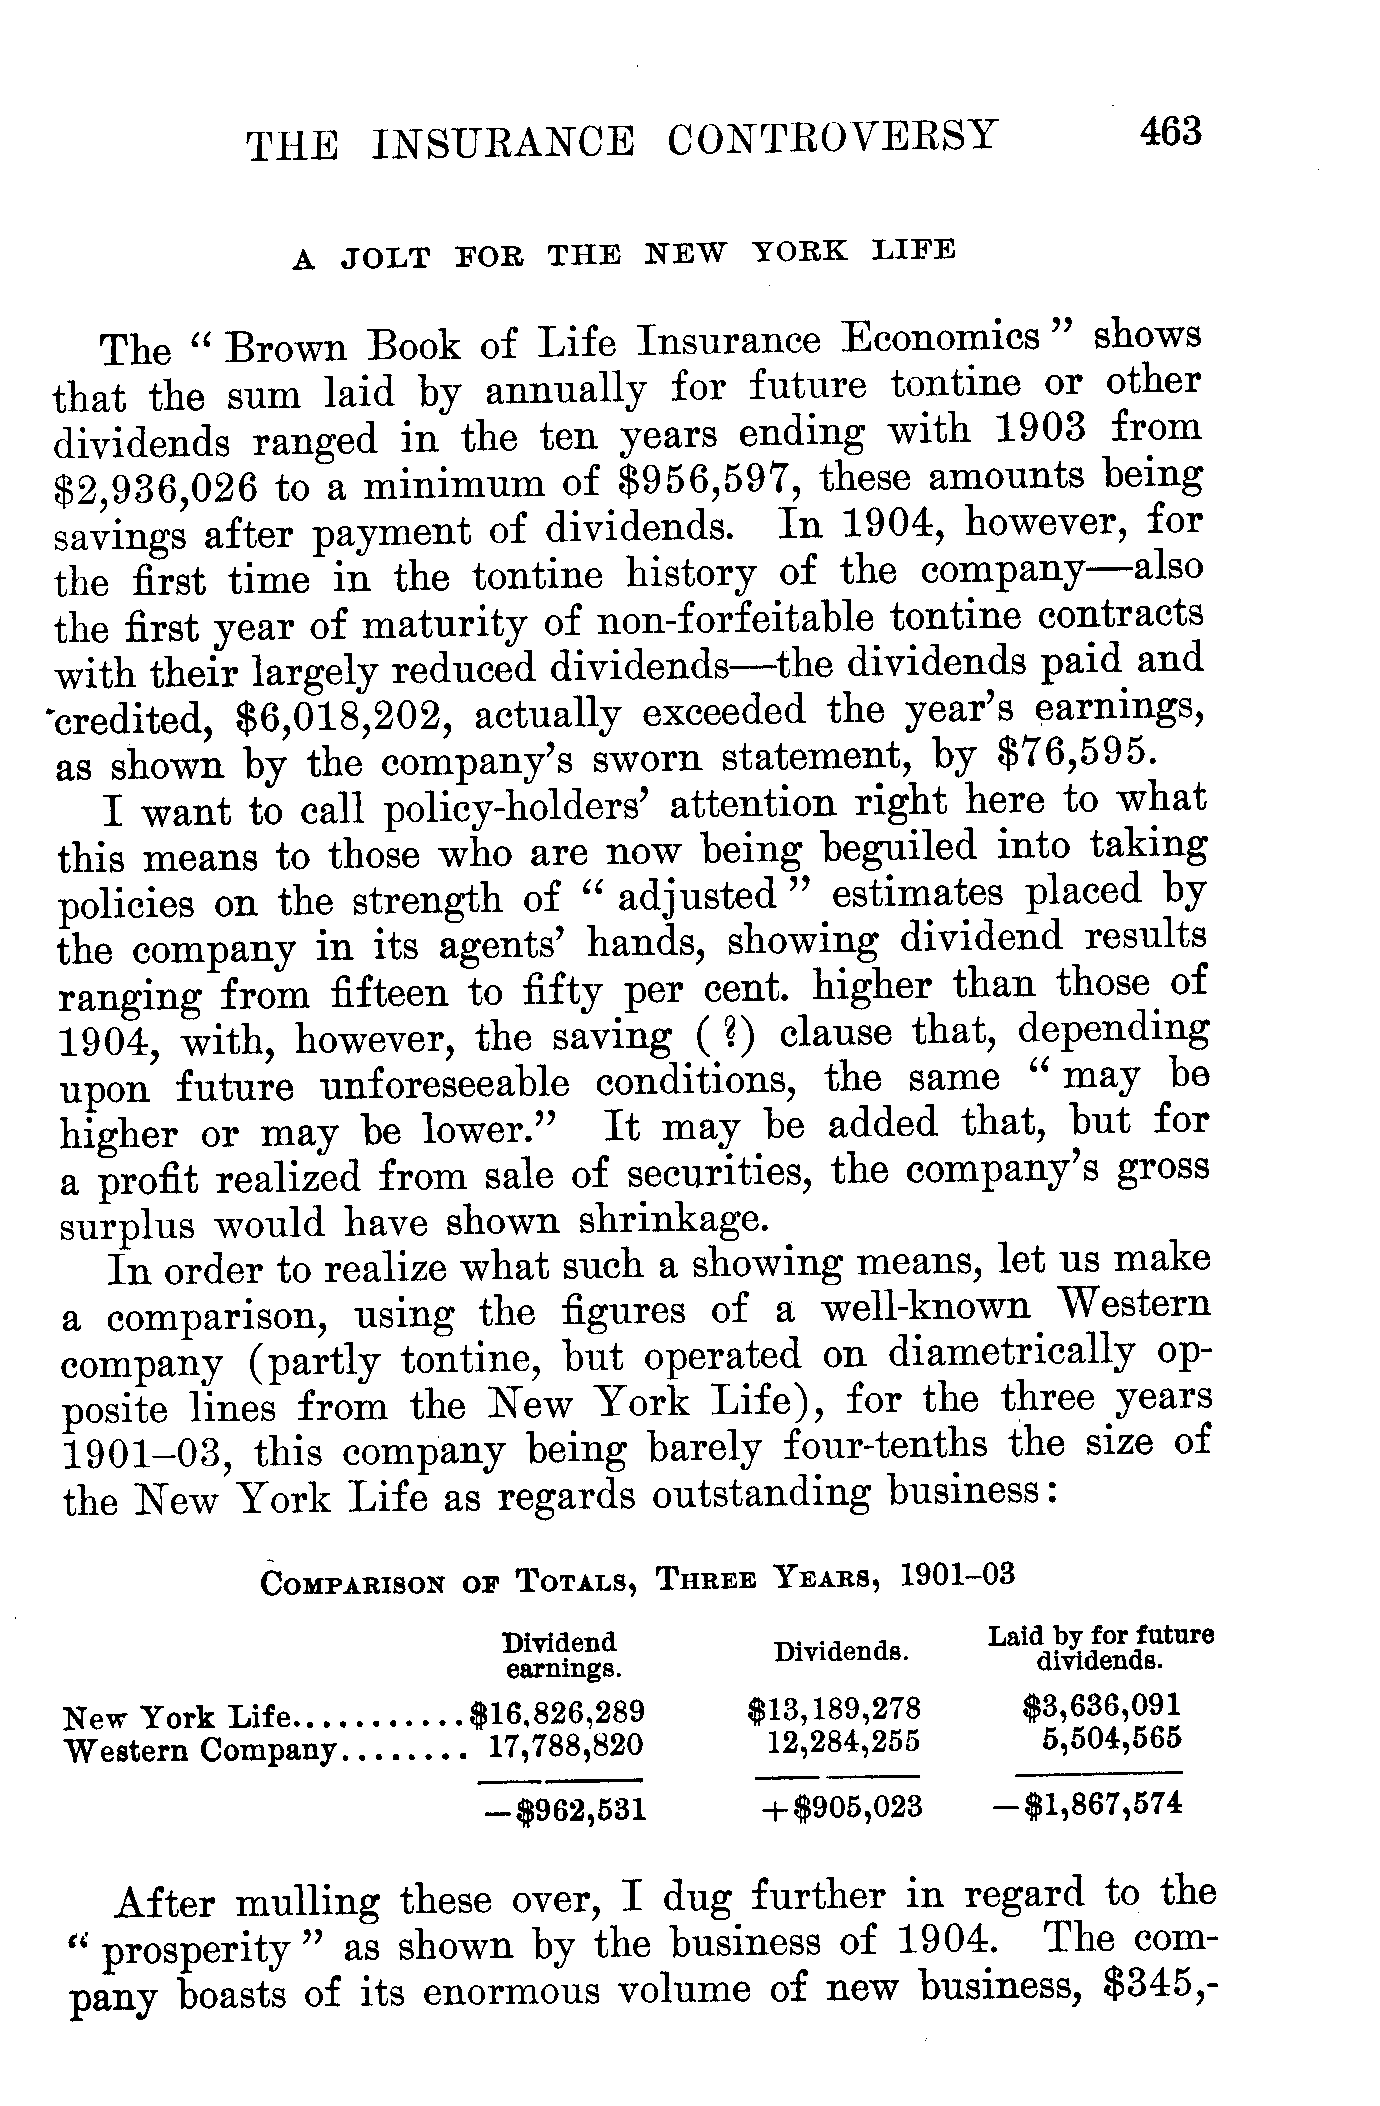 THE INSURANCE CONTROVERSY 463
A JOLT FOR THE NEW YORK LIFE
The “ Brown Book of Life Insurance Economics ” shows
that the sum laid by annually for future tontine or other
dividends ranged in the ten years ending with 1903 from
$2,936,026 to a minimum of $956,597, these amounts being
savings after payment of dividends. In 1904, however, for
the first time in the tontine history of the company—also
the first year of maturity of non-forfeitable tontine contracts
with their largely reduced dividends—the dividends paid and
credited, $6,018,202, actually exceeded the year’s earnings,
as shown by the company’s sworn statement, by $76,595.
I want to call policy-holders’ attention right here to what
this means to those who are now being beguiled into taking
policies on the strength of “ adjusted ” estimates placed by
the company in its agents’ hands, showing dividend results
ranging from fifteen to fifty per cent. higher than those of
1904, with, however, the saving ( ?) clause that, depending
upon future unforeseeable conditions, the same “ may be
higher or may be lower.” It may be added that, but for
a profit realized from sale of securities, the company’s gross
surplus would have shown shrinkage.
In order to realize what such a showing means, let us make
a comparison, using the figures of a well-known Western
company (partly tontine, but operated on diametrically op-
posite lines from the New York Life), for the three years
1901–03, this company being barely four-tenths the size of
the New York Life as regards outstanding business:
COMPARISON OF TOTALS, THREE YEARS, 1901–03
Dividend earnings. Dividends. Laid by for future dividends.
New York Life........... $16,826,289 $13,189,278 $3,636,091
Western Company........ 17,788,820 12,284,255 5,504,565
—$962,531 +$905,023 —$1,867,574
After mulling these over, I dug further in regard to the
“ prosperity ” as shown by the business of 1904. The com-
pany boasts of its enormous volume of new business, $345,-